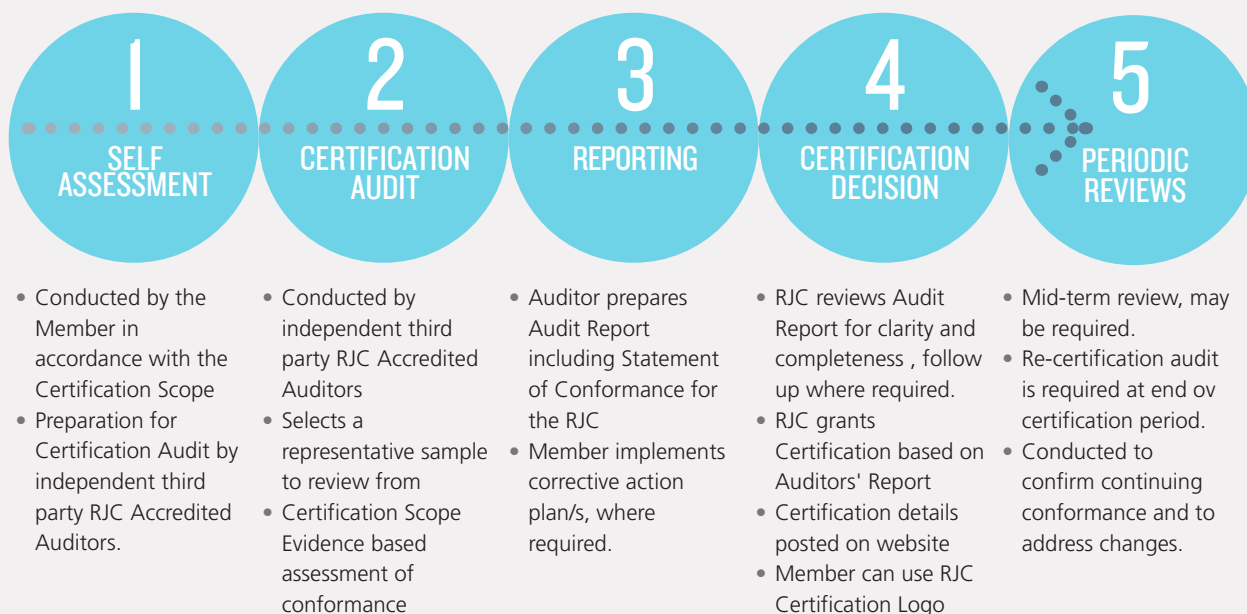 1
SELF
ASSESSMENT
• Conducted by the
Member in
accordance with the
Certification Scope
• Preparation for
Certification Audit by
independent third
party RJC Accredited
Auditors.
2
CERTIFICATION
AUDIT
• Conducted by
independent third
party RJC Accredited
Auditors
• Selects a
representative sample
to review from
• Certification Scope
Evidence based
assessment of
conformance
3
REPORTING
• Auditor prepares
Audit Report
including Statement
of Conformance for
the RJC
• Member implements
corrective action
plan/s, where
required.
4
CERTIFICATION
DECISION
• RJC reviews Audit
Report for clarity and
completeness , follow
up where required.
• RJC grants
Certification based on
Auditors' Report
• Certification details
posted on website
• Member can use RJC
Certification Logo
5
PERIODIC
REVIEWS
• Mid-term review, may
be required.
• Re-certification audit
is required at end ov
certification period.
• Conducted to
confirm continuing
conformance and to
address changes.